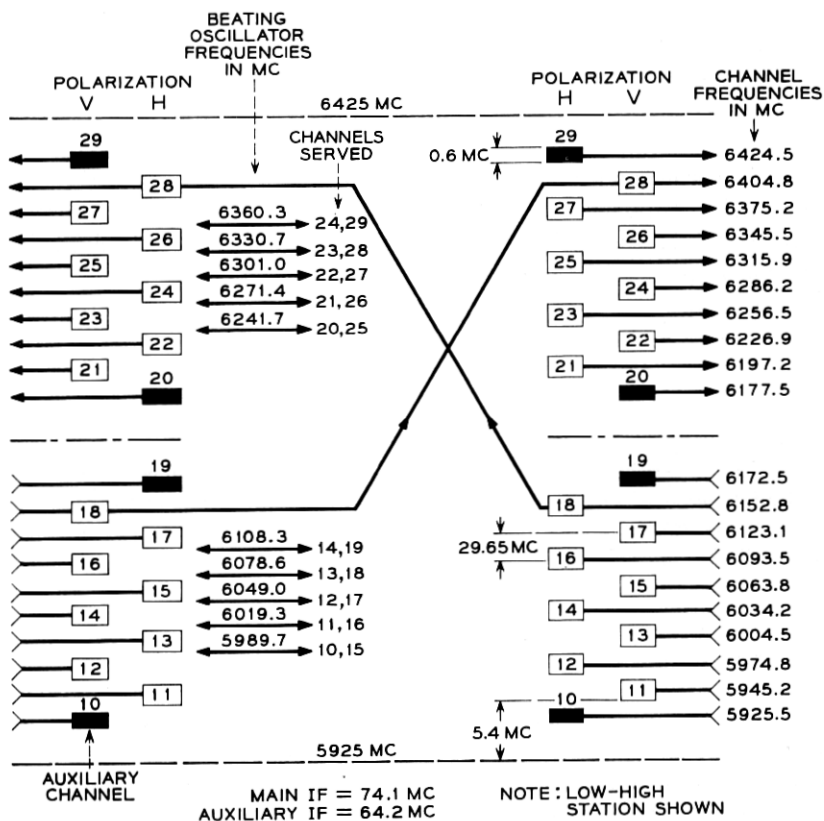 BEATING
OSCILLATOR
FREQUENCIES
IN MC
POLARIZATION
V H
POLARIZATION
H V
CHANNEL
FREQUENCIES
IN MC
6425 MC
CHANNELS
SERVED
29
28
27
26
25
24
23
22
21
20
6360.3 24,29
6330.7 23,28
6301.0 22,27
6271.4 21,26
6241.7 20,25
0.6 MC
29 6424.5
28 6404.8
27 6375.2
26 6345.5
25 6315.9
24 6286.2
23 6256.5
22 6226.9
21 6197.2
20 6177.5
19
18
17
16
15
14
13
12
11
10
6108.3 14,19
6078.6 13,18
6049.0 12,17
6019.3 11,16
5989.7 10,15
29.65 MC
19 6172.5
18 6152.8
17 6123.1
16 6093.5
15 6063.8
14 6034.2
13 6004.5
12 5974.8
11 5945.2
10 5925.5
5.4 MC
5925 MC
AUXILIARY
CHANNEL
MAIN IF = 74.1 MC
AUXILIARY IF = 64.2 MC
NOTE: LOW-HIGH
STATION SHOWN